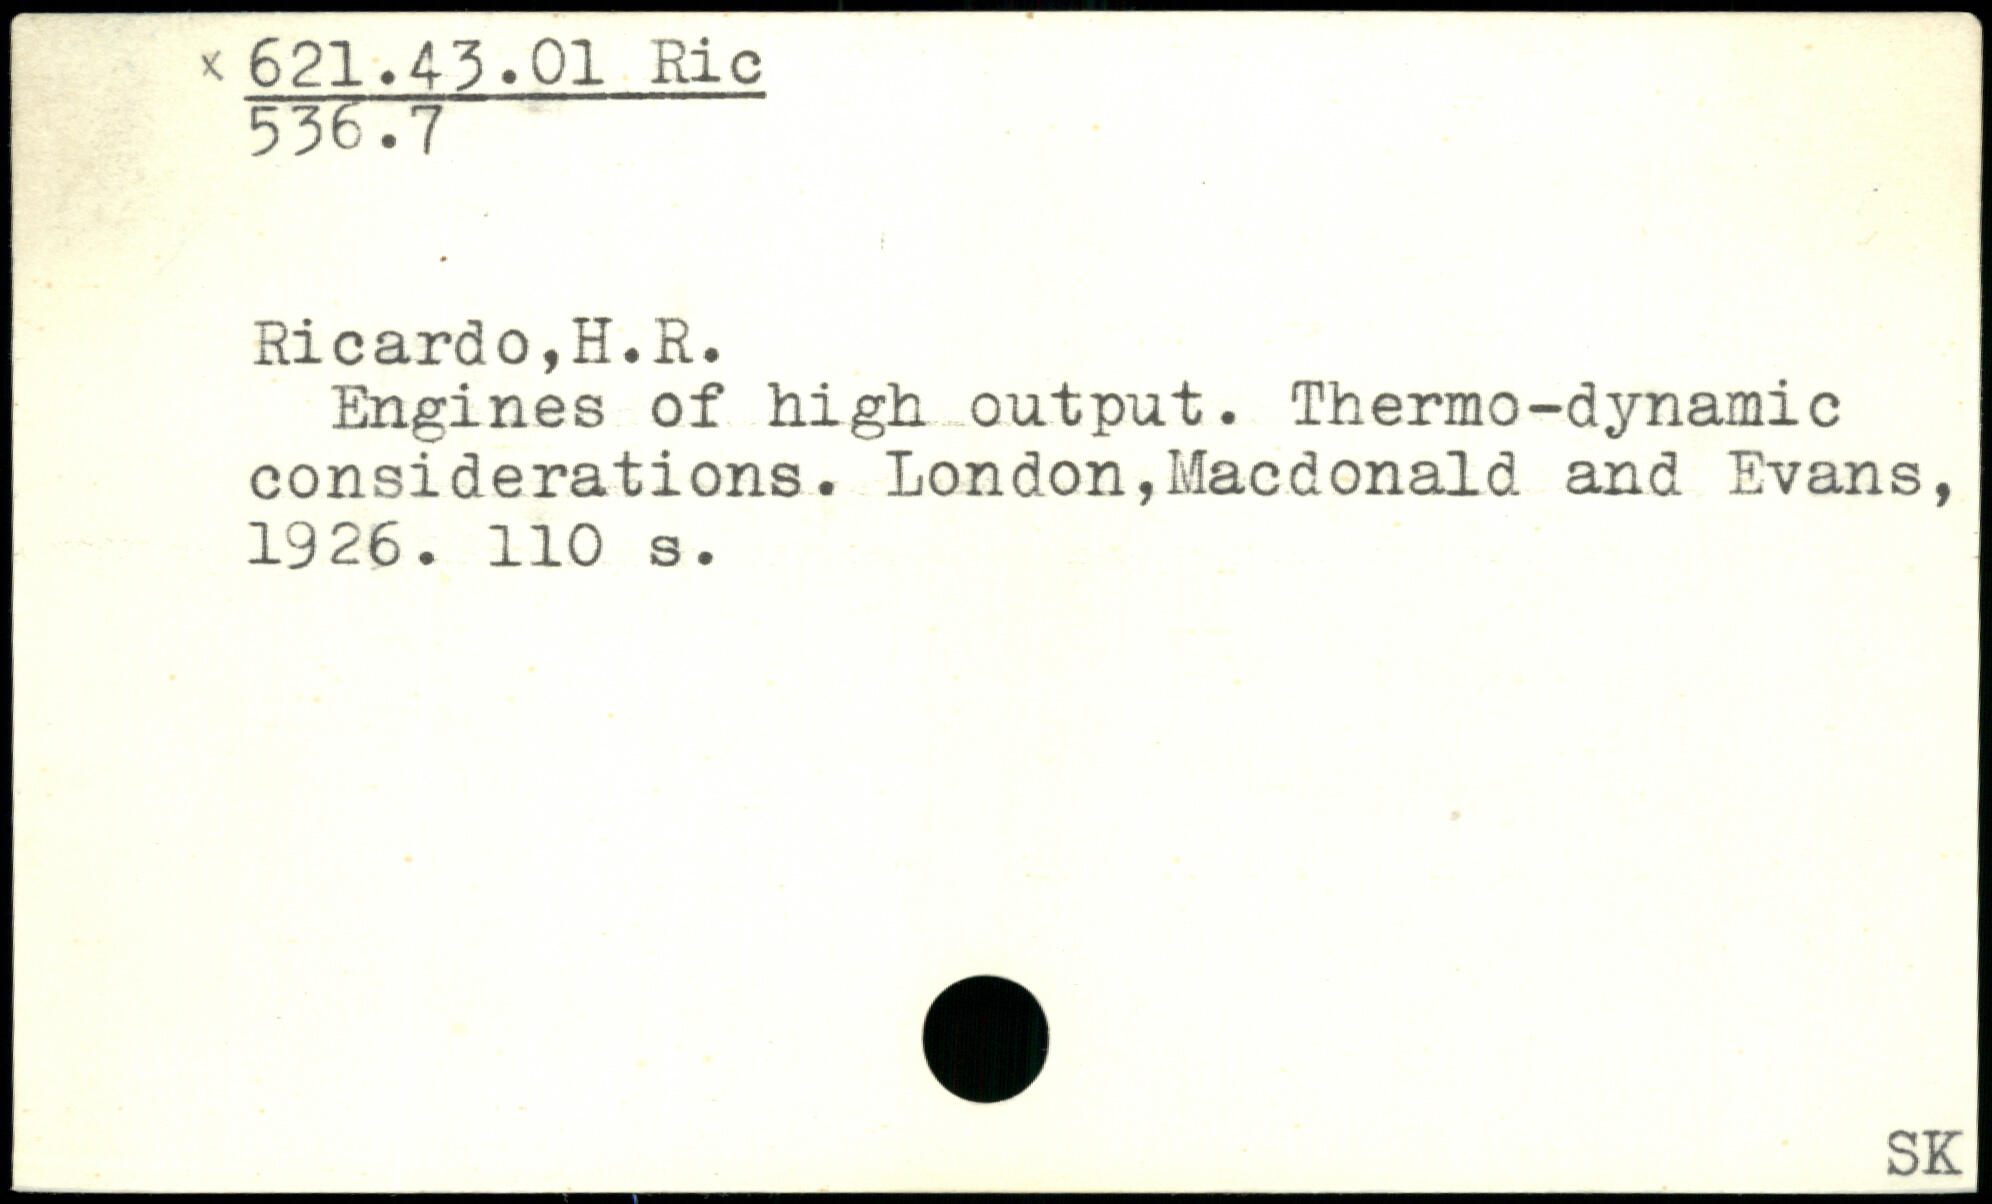 x 621.43.01 Ric
536.7
Ricardo,H.R.
Engines of high output. Thermo-dynamic
considerations. London,Macdonald and Evans,
1926. 110 s.
SK